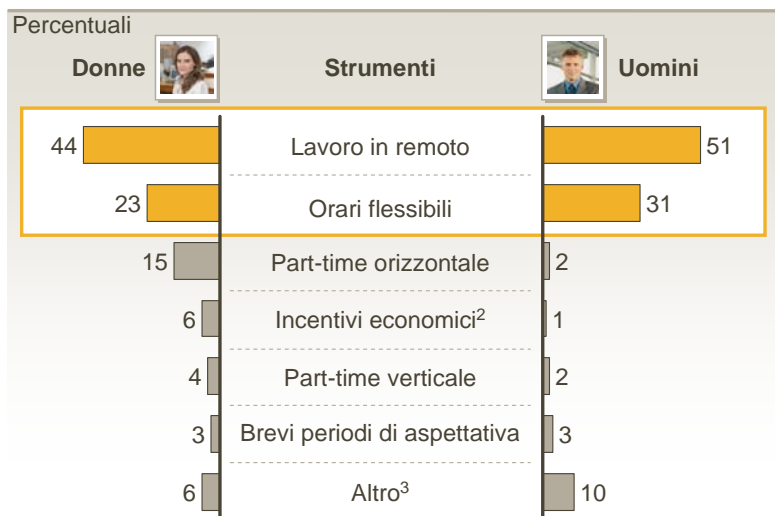 Percentuali
Donne Strumenti Uomini
44 Lavoro in remoto 51
23 Orari flessibili 31
15 Part-time orizzontale 2
6 Incentivi economici² 1
4 Part-time verticale 2
3 Brevi periodi di aspettativa 3
6 Altro³ 10